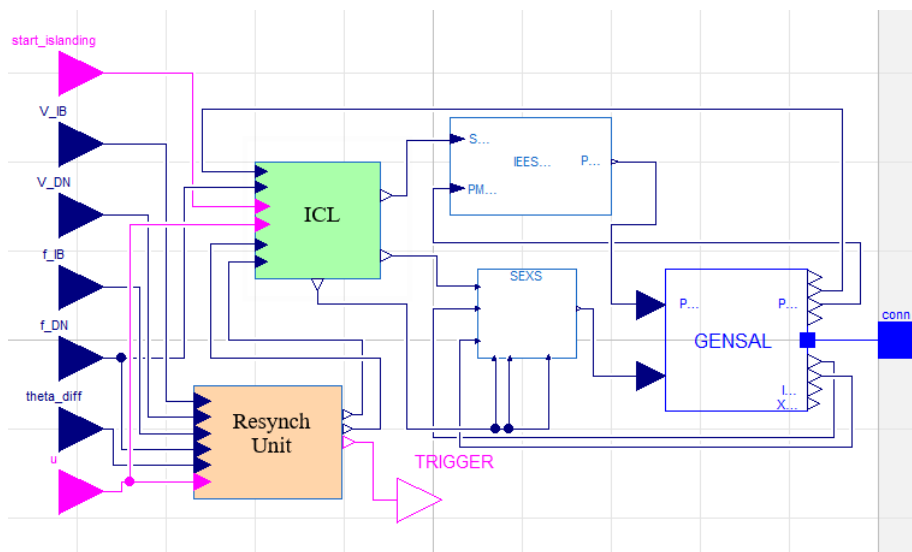 start_islanding
V_IB
V_DN
f_IB
f_DN
theta_diff
u
ICL
S...
IEES...
P...
PM...
SEXS
P...
P...
GENSAL
I...
X...
conn
Resynch
Unit
TRIGGER